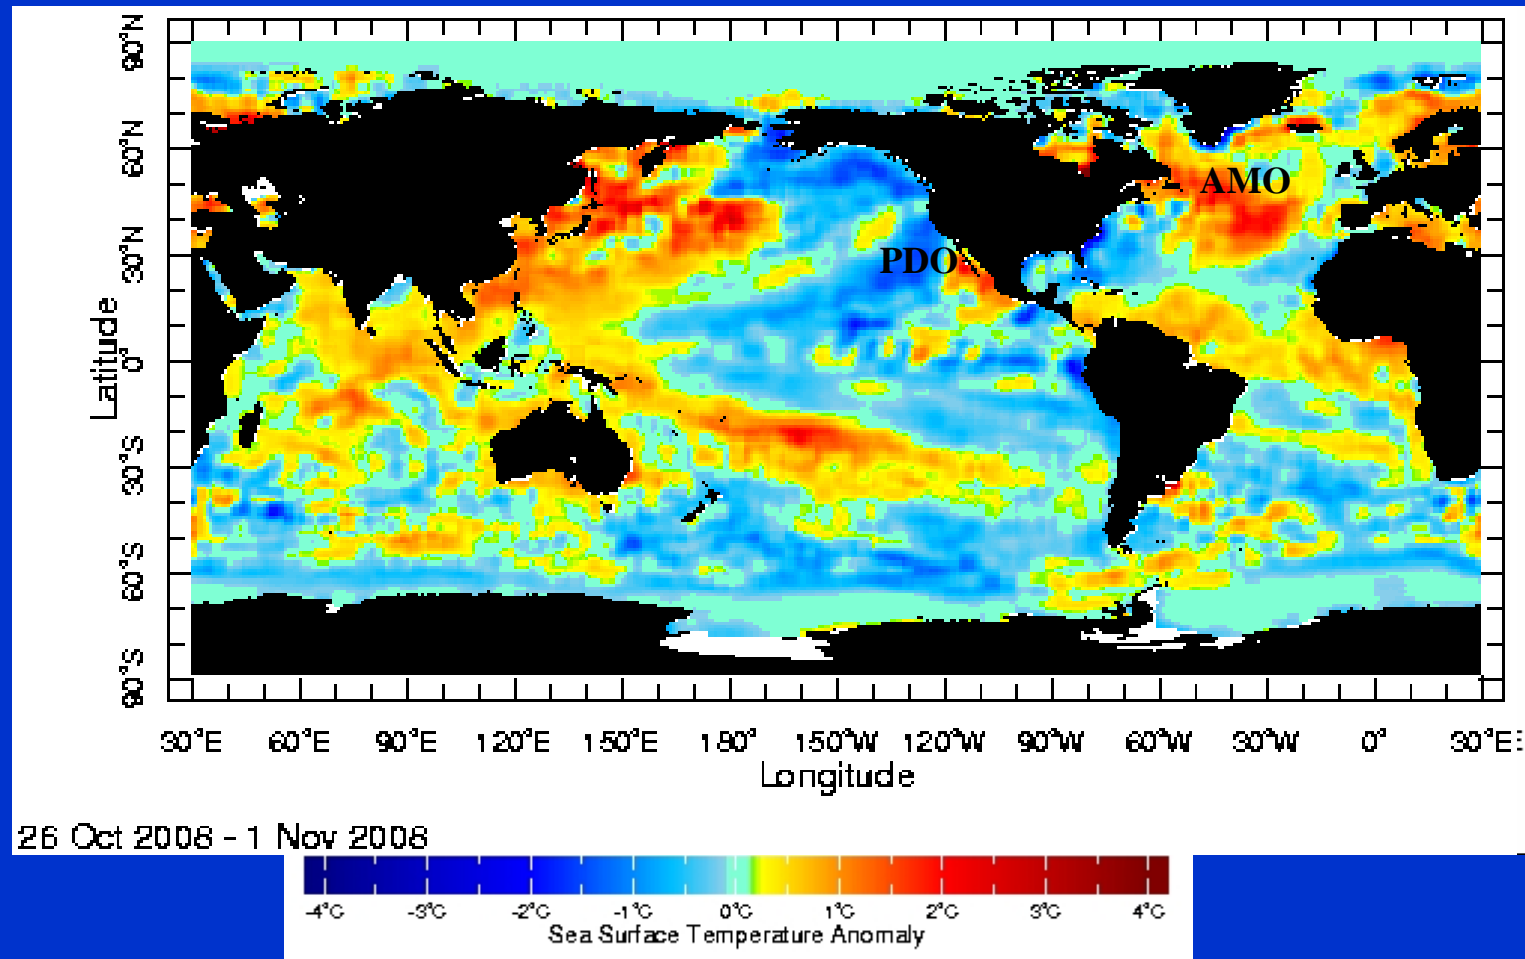 90°N
60°N
30°N
0°
30°S
60°S
90°S
Latitude
AMO
PDO
30°E 60°E 90°E 120°E 150°E 180° 150°W 120°W 90°W 60°W 30°W 0° 30°E
Longitude
26 Oct 2008 - 1 Nov 2008
-4°C -3°C -2°C -1°C 0°C 1°C 2°C 3°C 4°C
Sea Surface Temperature Anomaly